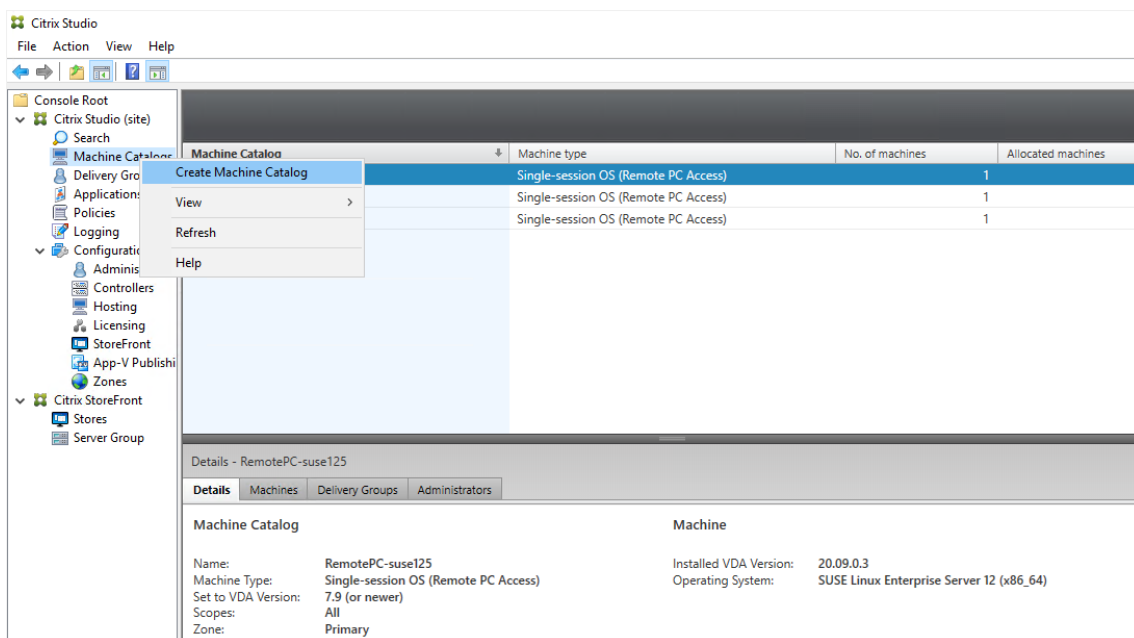 Citrix Studio
File Action View Help
Console Root
Citrix Studio (site)
Search
Machine Catalogs
Delivery Gro
Applications
Policies
Logging
Configuratio
Adminis
Controllers
Hosting
Licensing
StoreFront
App-V Publishi
Zones
Citrix StoreFront
Stores
Server Group
Create Machine Catalog
View
Refresh
Help
Machine Catalog Machine type No. of machines Allocated machines
Single-session OS (Remote PC Access) 1
Single-session OS (Remote PC Access) 1
Single-session OS (Remote PC Access) 1
Details - RemotePC-suse125
Details Machines Delivery Groups Administrators
Machine Catalog
Name: RemotePC-suse125
Machine Type: Single-session OS (Remote PC Access)
Set to VDA Version: 7.9 (or newer)
Scopes: All
Zone: Primary
Machine
Installed VDA Version: 20.09.0.3
Operating System: SUSE Linux Enterprise Server 12 (x86_64)